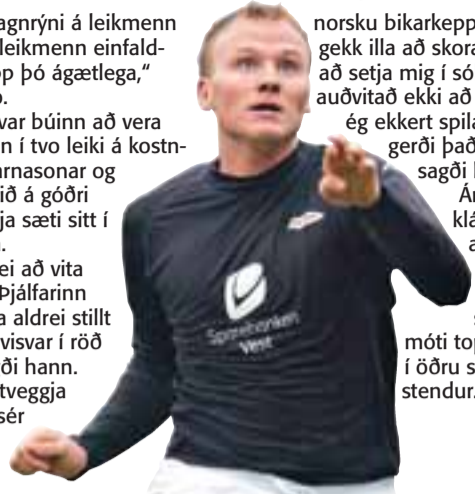 agnrýni á leikmenn
leikmenn einfald-
p þó ágætlega,“
var búinn að vera
n í tvo leiki á kostn-
arnasonar og
ið á góðri
ja sæti sitt í
ei að vita
Þjálfarinn
a aldrei stillt
visvar í röð
ði hann.
tveggja
sér
Sparebanken
Vest
norsku bikarkepp
gekk illa að skora
að setja mig í só
auðvitað ekki að
ég ekkert spila
gerði það
sagði
Ár
klá
móti top
í öðru s
stendur.